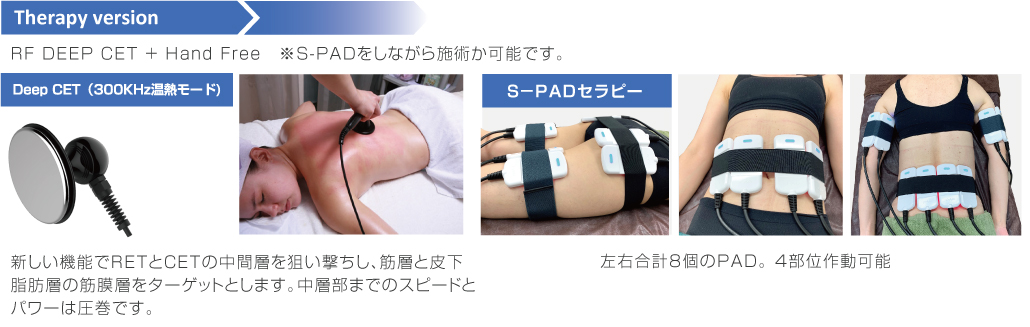 Therapy version
RF DEEP CET + Hand Free ※S-PADをしながら施術か可能です。
Deep CET（300KHz温熱モード)
S－PADセラピー
新しい機能でRETとCETの中間層を狙い撃ちし、筋層と皮下
脂肪層の筋膜層をターゲットとします。中層部までのスピードと
パワーは圧巻です。
左右合計8個のPAD。4部位作動可能